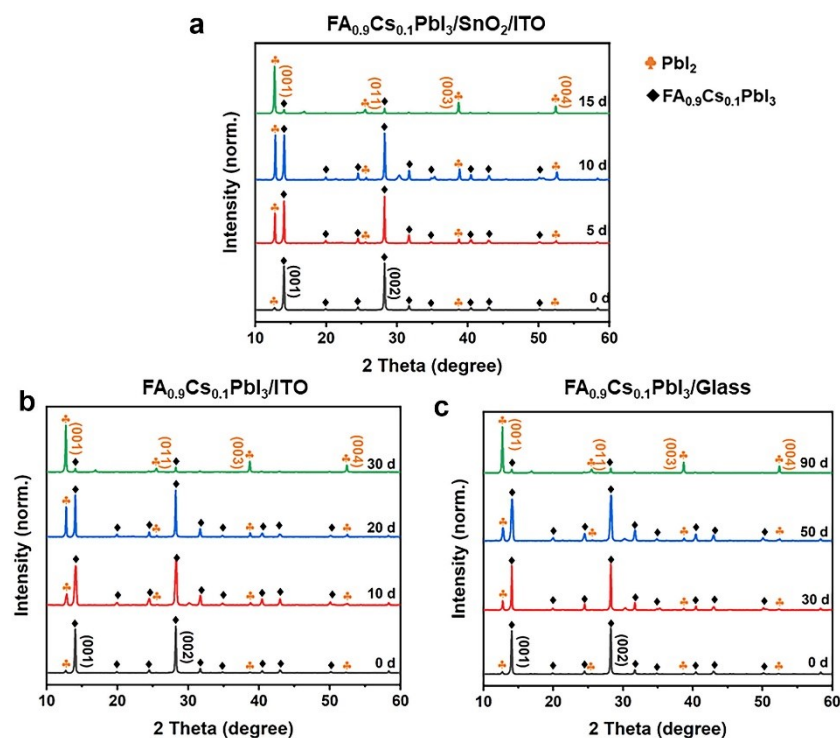 a
FA₀.₉Cs₀.₁PbI₃/SnO₂/ITO
PbI₂
FA₀.₉Cs₀.₁PbI₃
Intensity (norm.)
(001)
(011)
(003)
(004)
15 d
10 d
5 d
0 d
(001)
(002)
10 20 30 40 50 60
2 Theta (degree)
b
FA₀.₉Cs₀.₁PbI₃/ITO
Intensity (norm.)
(001)
(011)
(003)
(004)
30 d
20 d
10 d
0 d
(001)
(002)
10 20 30 40 50 60
2 Theta (degree)
c
FA₀.₉Cs₀.₁PbI₃/Glass
Intensity (norm.)
(001)
(011)
(003)
(004)
90 d
50 d
30 d
0 d
(001)
(002)
10 20 30 40 50 60
2 Theta (degree)